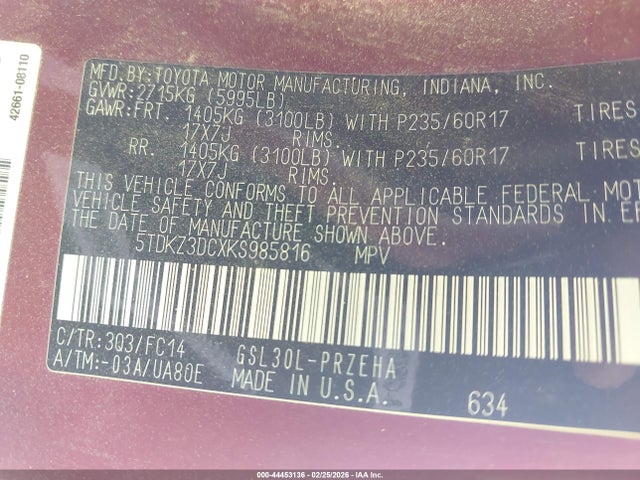 42661-08110
MFD.BY:TOYOTA MOTOR MANUFACTURING, INDIANA, INC.
GVWR:2715KG (5995LB)
GAWR:FRT. 1405KG (3100LB) WITH P235/60R17 TIRES
17X7J RIMS.
RR. 1405KG (3100LB) WITH P235/60R17 TIRES
17X7J RIMS.
THIS VEHICLE CONFORMS TO ALL APPLICABLE FEDERAL MOT
VEHICLE SAFETY AND THEFT PREVENTION STANDARDS IN EF
THE DATE OF MANUFACTURE SHOWN ABOVE.
5TDKZ3DCXKS985816 MPV
C/TR:3Q3/FC14 GSL30L-PRZEHA
A/TM:-03A/UA80E MADE IN U.S.A. 634
000-44453136 - 02/25/2026 - IAAI.COM